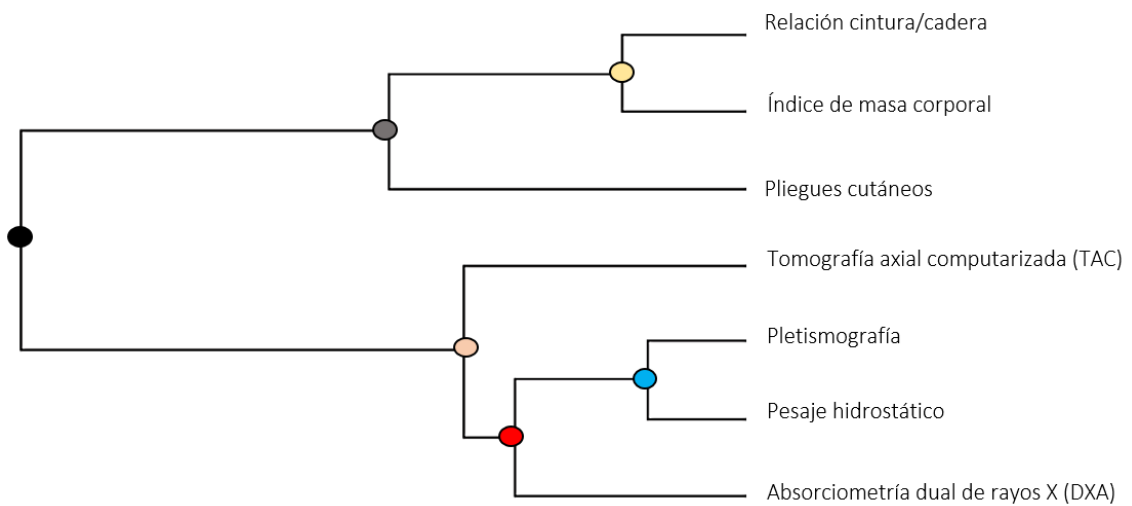 Relación cintura/cadera
Índice de masa corporal
Pliegues cutáneos
Tomografía axial computarizada (TAC)
Pletismografía
Pesaje hidrostático
Absorciometría dual de rayos X (DXA)